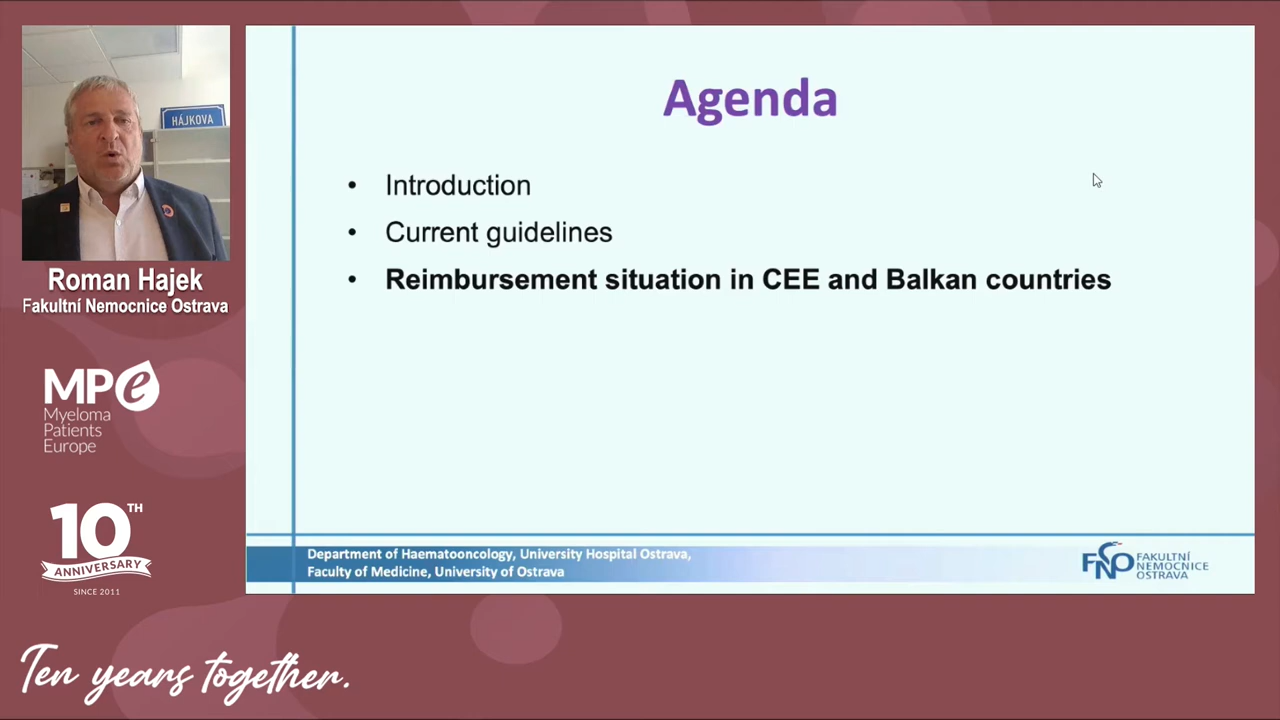 HÁJKOVA
Roman Hajek
Fakultní Nemocnice Ostrava
MPe
Myeloma
Patients
Europe
10TH
ANNIVERSARY
SINCE 2011
Ten years together.
Agenda
• Introduction
• Current guidelines
• Reimbursement situation in CEE and Balkan countries
Department of Haematooncology, University Hospital Ostrava,
Faculty of Medicine, University of Ostrava
FNO
FAKULTNÍ
NEMOCNICE
OSTRAVA